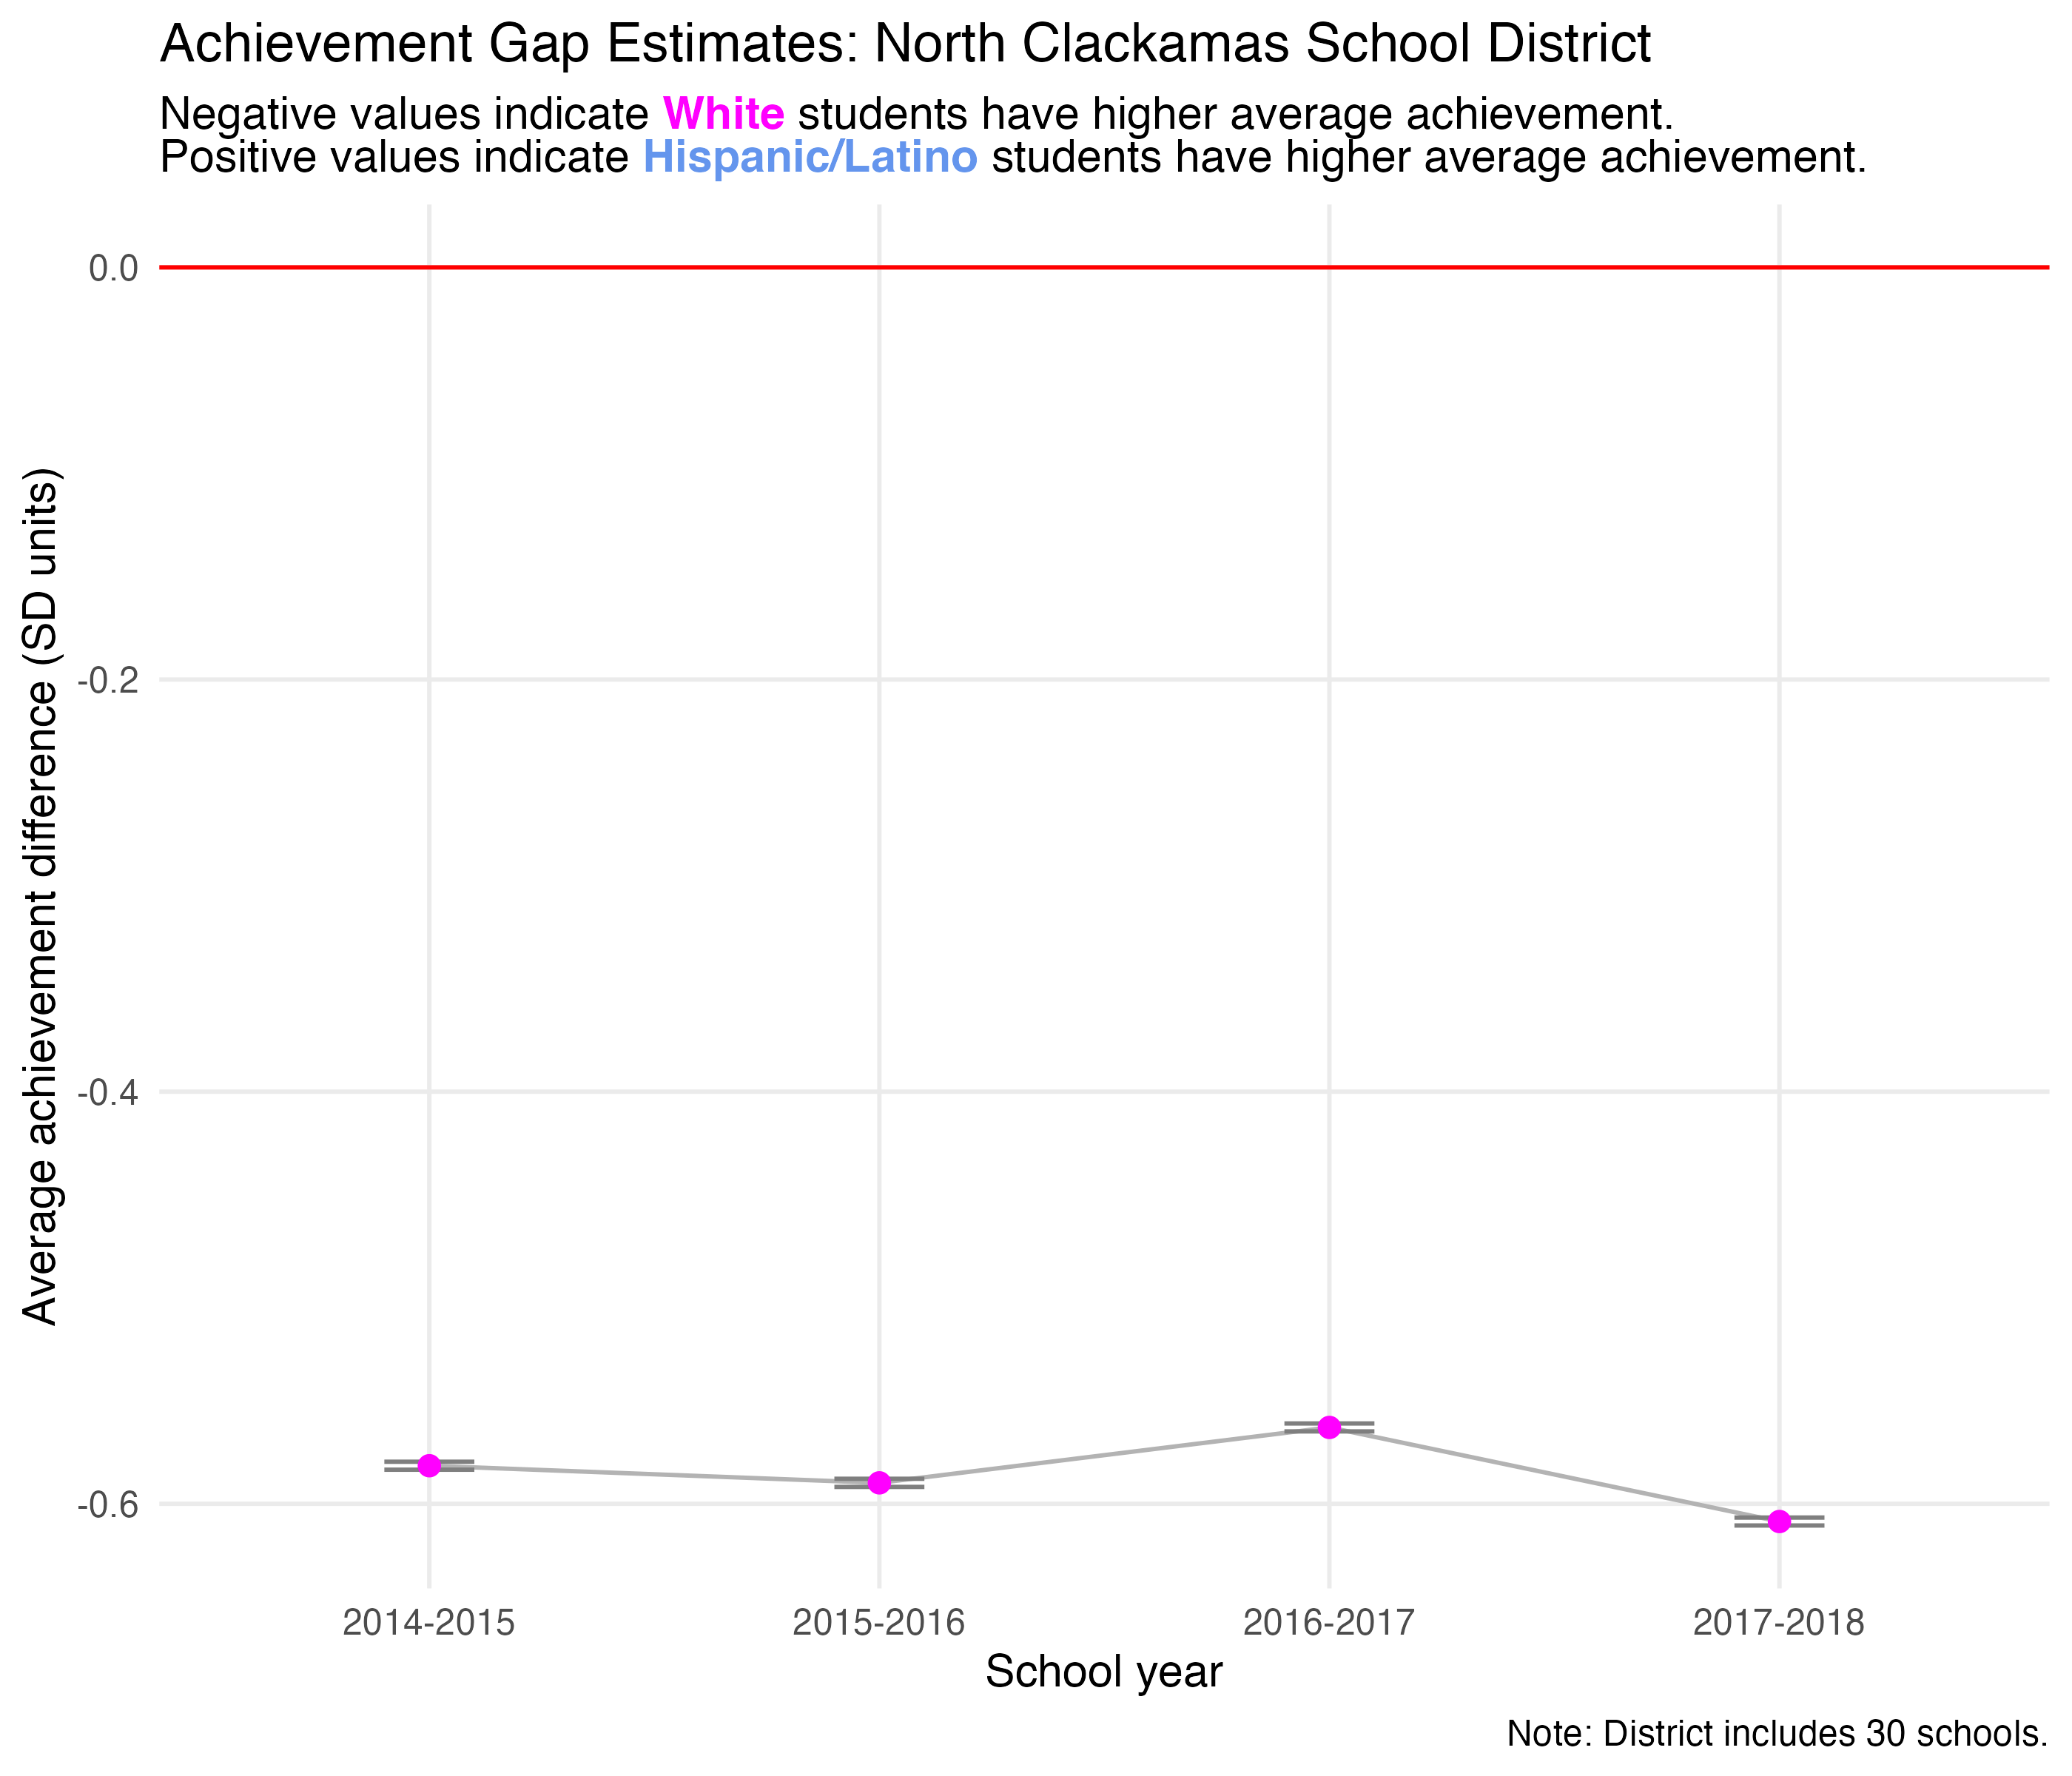 Achievement Gap Estimates: North Clackamas School District
Negative values indicate White students have higher average achievement.
Positive values indicate Hispanic/Latino students have higher average achievement.
Average achievement difference (SD units)
0.0
-0.2
-0.4
-0.6
2014-2015
2015-2016
2016-2017
2017-2018
School year
Note: District includes 30 schools.